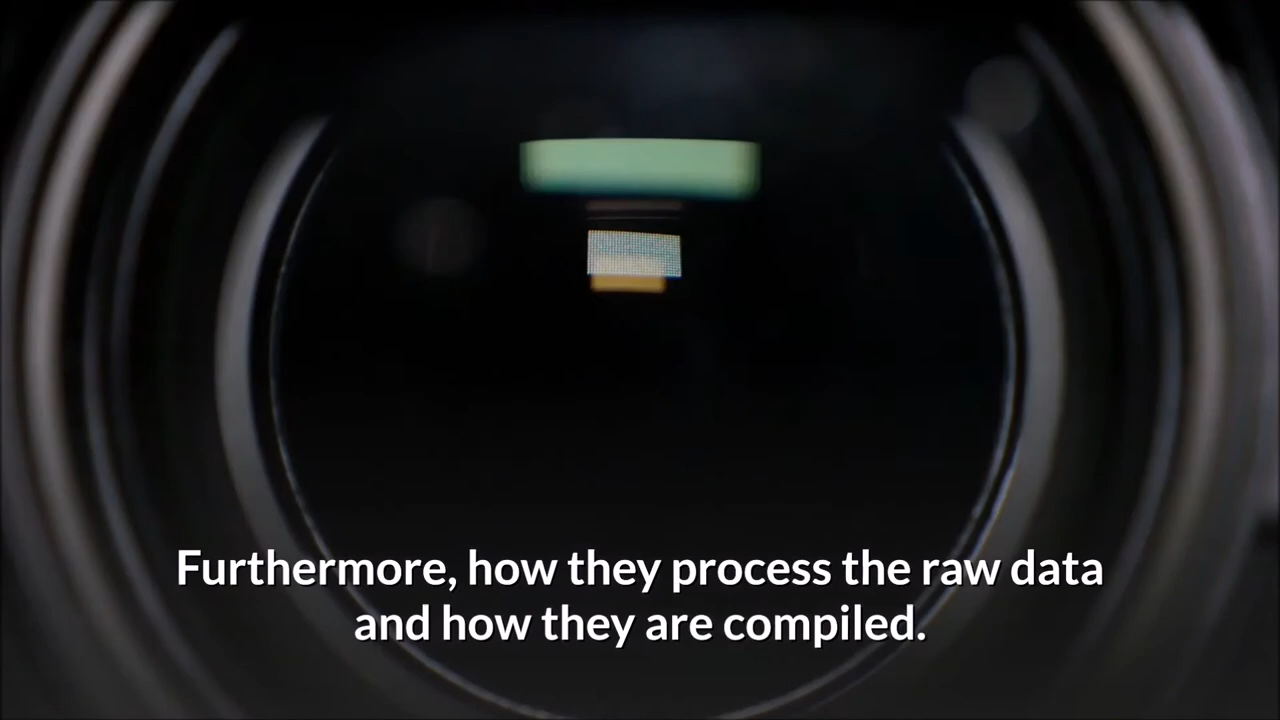 Furthermore, how they process the raw data
and how they are compiled.